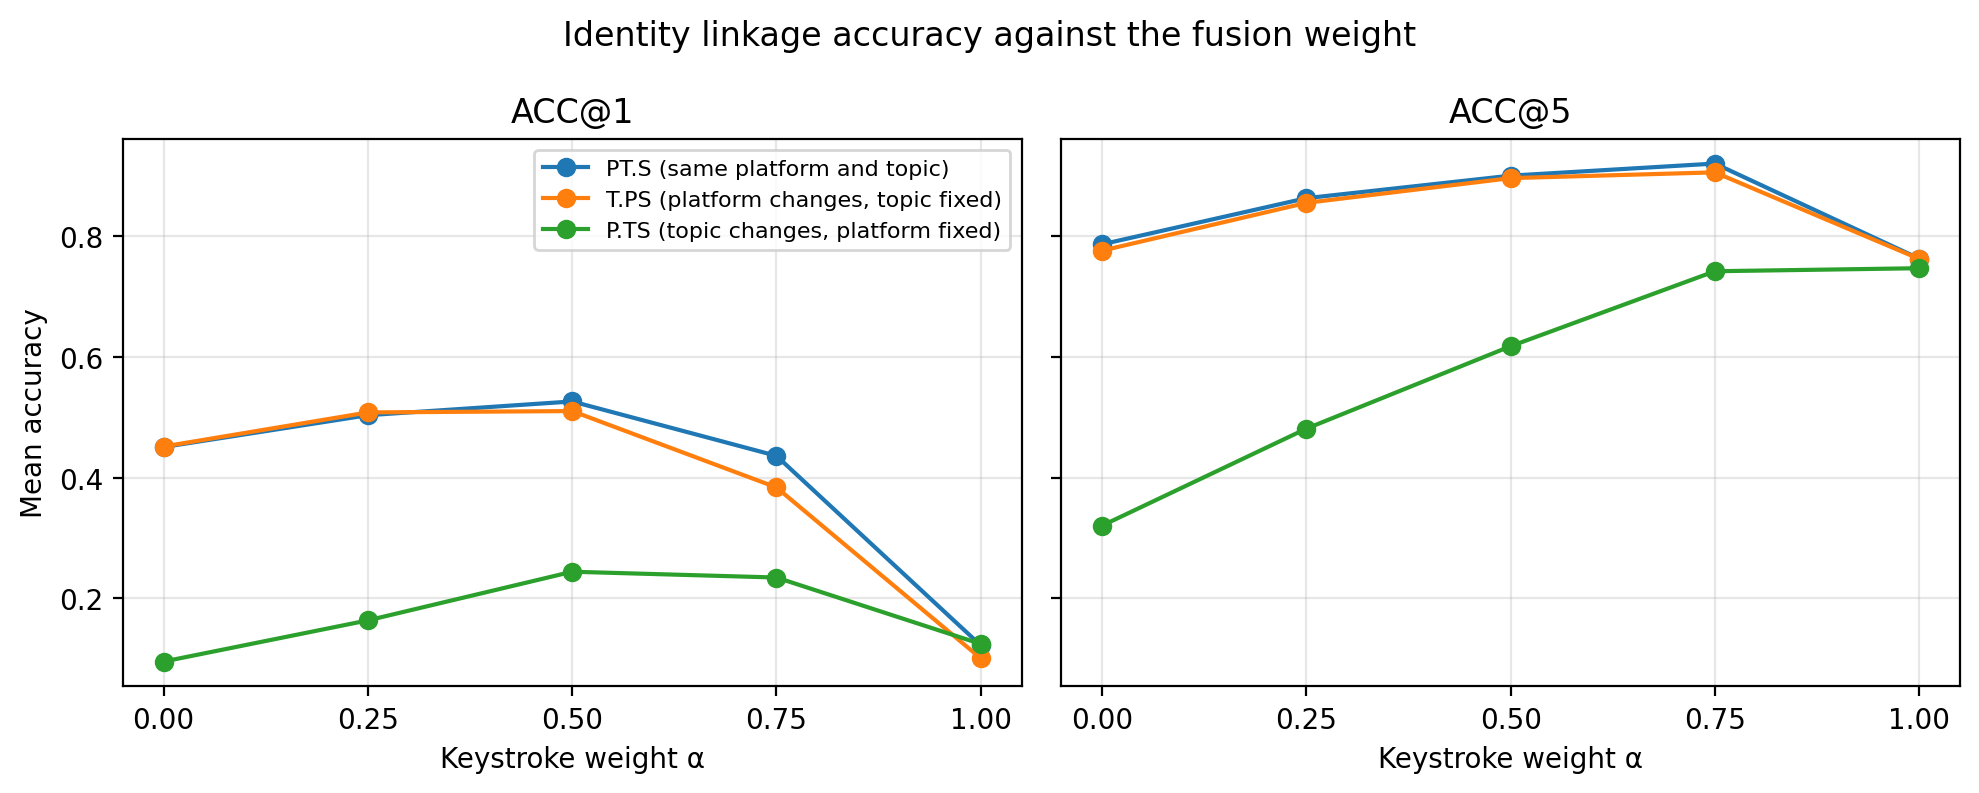 Identity linkage accuracy against the fusion weight
ACC@1
PT.S (same platform and topic)
T.PS (platform changes, topic fixed)
P.TS (topic changes, platform fixed)
Mean accuracy
0.8
0.6
0.4
0.2
0.00 0.25 0.50 0.75 1.00
Keystroke weight α
ACC@5
0.00 0.25 0.50 0.75 1.00
Keystroke weight α